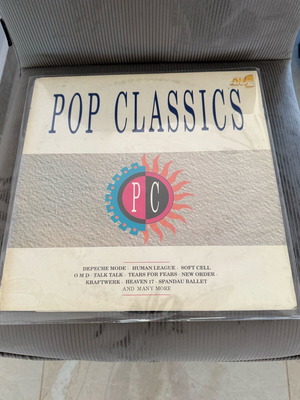 POP CLASSICS
P C
DEPECHE MODE · HUMAN LEAGUE · SOFT CELL
O M D · TALK TALK · TEARS FOR FEARS · NEW ORDER
KRAFTWERK · HEAVEN 17 · SPANDAU BALLET
AND MANY MORE